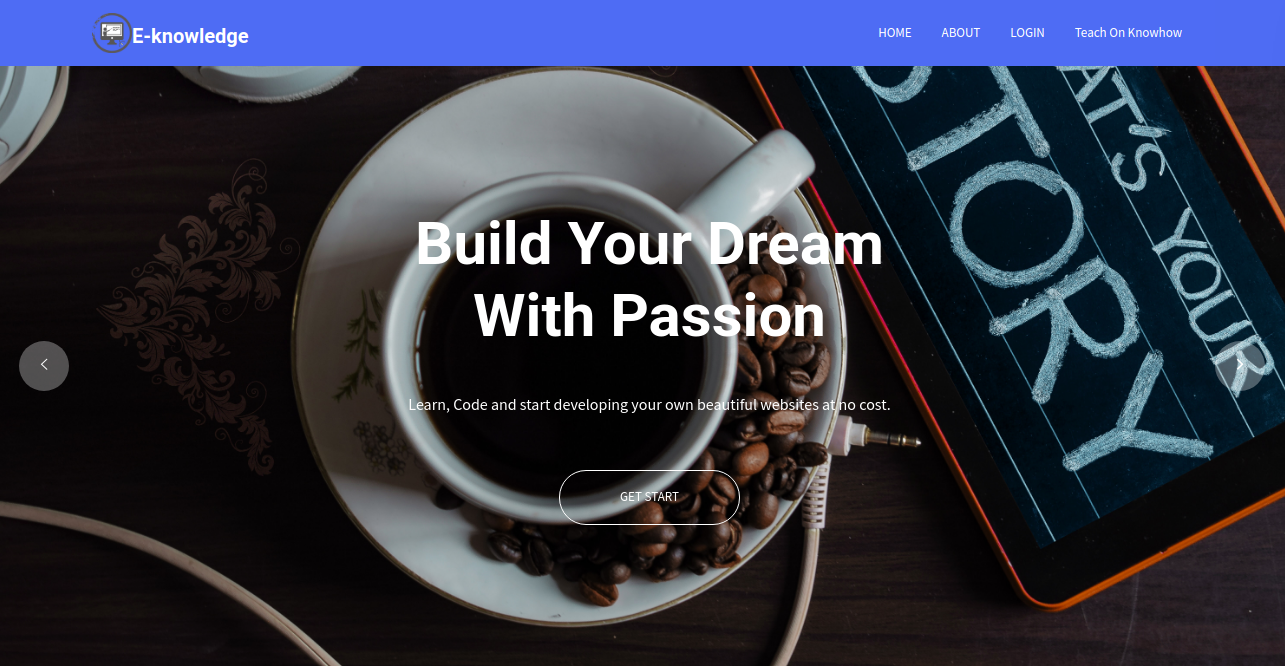 E-knowledge
HOME ABOUT LOGIN Teach On Knowhow
Build Your Dream
With Passion
Learn, Code and start developing your own beautiful websites at no cost.
GET START
AT'S YOUR
STORY